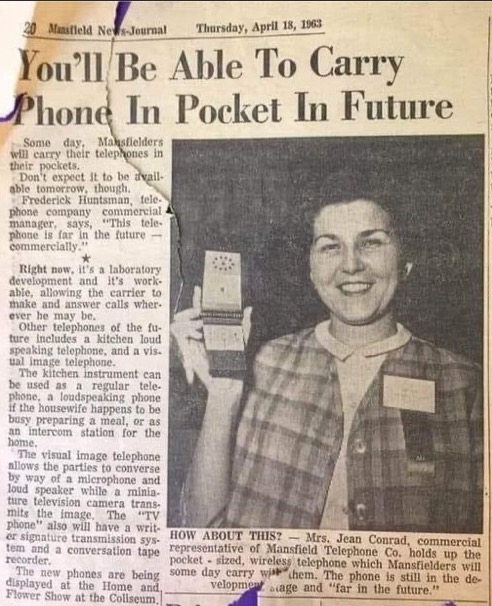 20 Mansfield News-Journal Thursday, April 18, 1963
You'll Be Able To Carry
Phone In Pocket In Future
Some day, Mansfielders
will carry their telephones in
their pockets.
Don't expect it to be avail-
able tomorrow, though.
Frederick Huntsman, tele-
phone company commercial
manager, says, "This tele-
phone is far in the future —
commercially."
★
Right now, it's a laboratory
development and it's work-
able, allowing the carrier to
make and answer calls wher-
ever he may be.
Other telephones of the fu-
ture includes a kitchen loud
speaking telephone, and a vis-
ual image telephone.
The kitchen instrument can
be used as a regular tele-
phone, a loudspeaking phone
if the housewife happens to be
busy preparing a meal, or as
an intercom station for the
home.
The visual image telephone
allows the parties to converse
by way of a microphone and
loud speaker while a minia-
ture television camera trans-
mits the image. The "TV
phone" also will have a writ-
er signature transmission sys-
tem and a conversation tape
recorder.
The new phones are being
displayed at the Home and
Flower Show at the Coliseum,
HOW ABOUT THIS? — Mrs. Jean Conrad, commercial
representative of Mansfield Telephone Co. holds up the
pocket - sized, wireless telephone which Mansfielders will
some day carry with them. The phone is still in the de-
velopment stage and "far in the future."